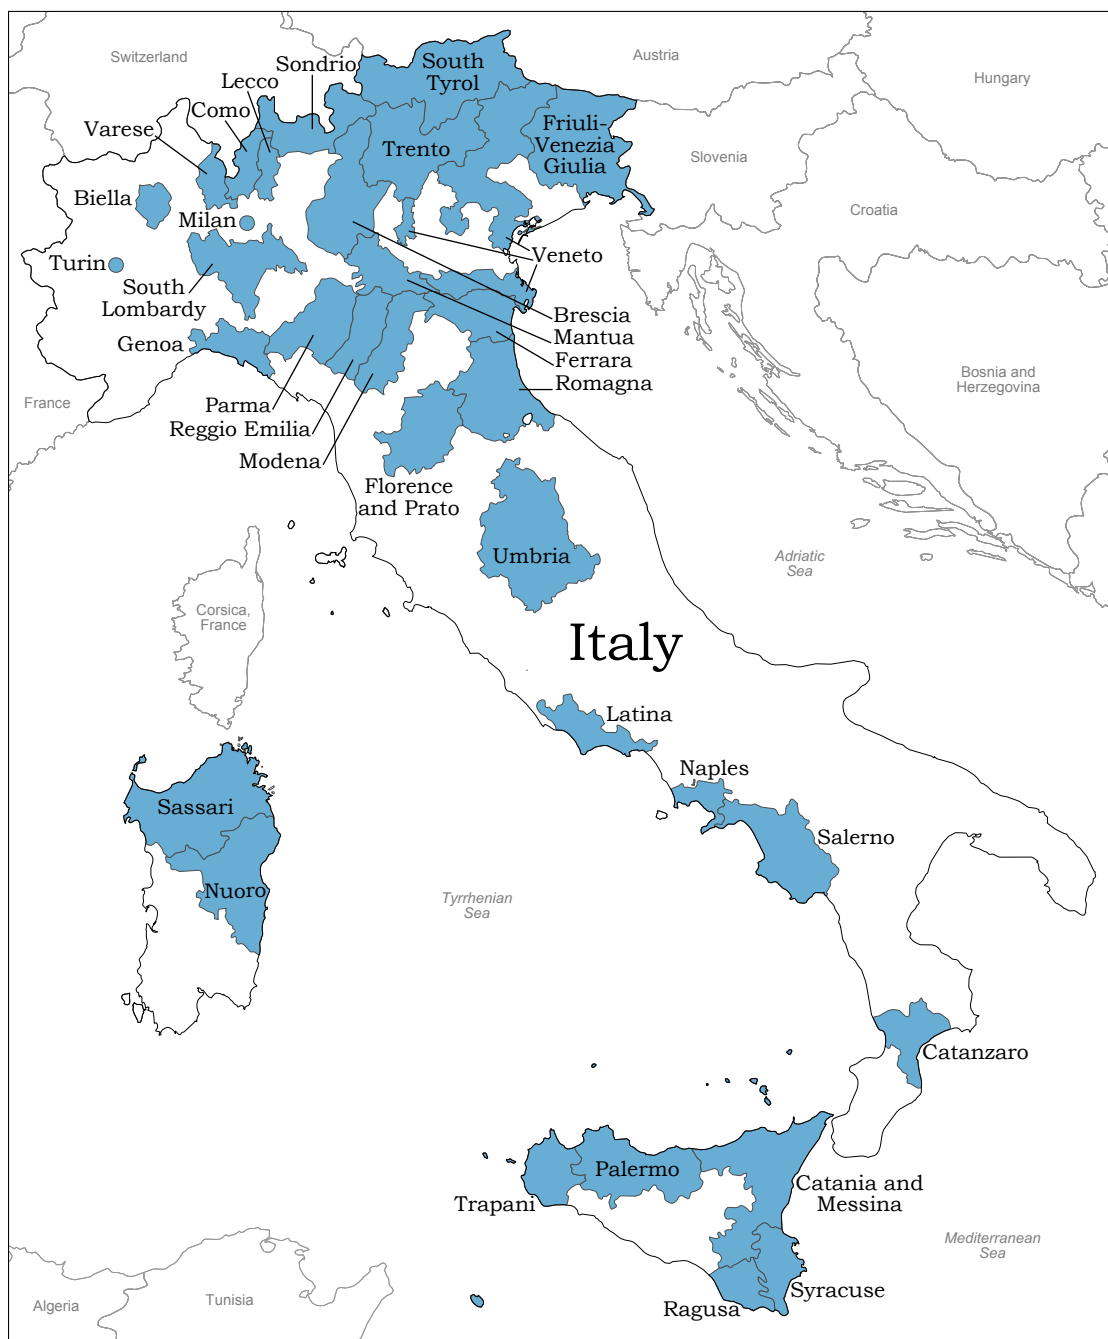 Switzerland
Austria
Hungary
Sondrio
South
Tyrol
Lecco
Como
Varese
Friuli-
Venezia
Giulia
Trento
Slovenia
Biella
Milan
Croatia
Turin
Veneto
South
Lombardy
Brescia
Mantua
Ferrara
Romagna
Genoa
Bosnia and
Herzegovina
France
Parma
Reggio Emilia
Modena
Florence
and Prato
Umbria
Adriatic
Sea
Corsica,
France
Italy
Latina
Naples
Sassari
Salerno
Nuoro
Tyrrhenian
Sea
Catanzaro
Palermo
Trapani
Catania and
Messina
Mediterranean
Sea
Syracuse
Ragusa
Algeria
Tunisia